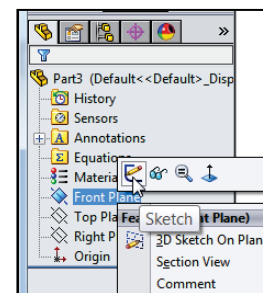 »
Part3 (Default<<Default>_Disp
History
Sensors
Annotations
Equatio
Materia
Front Plane
Top Pla
Right P
Origin
Sketch
Fea
t Plane)
3D Sketch On Plan
Section View
Comment